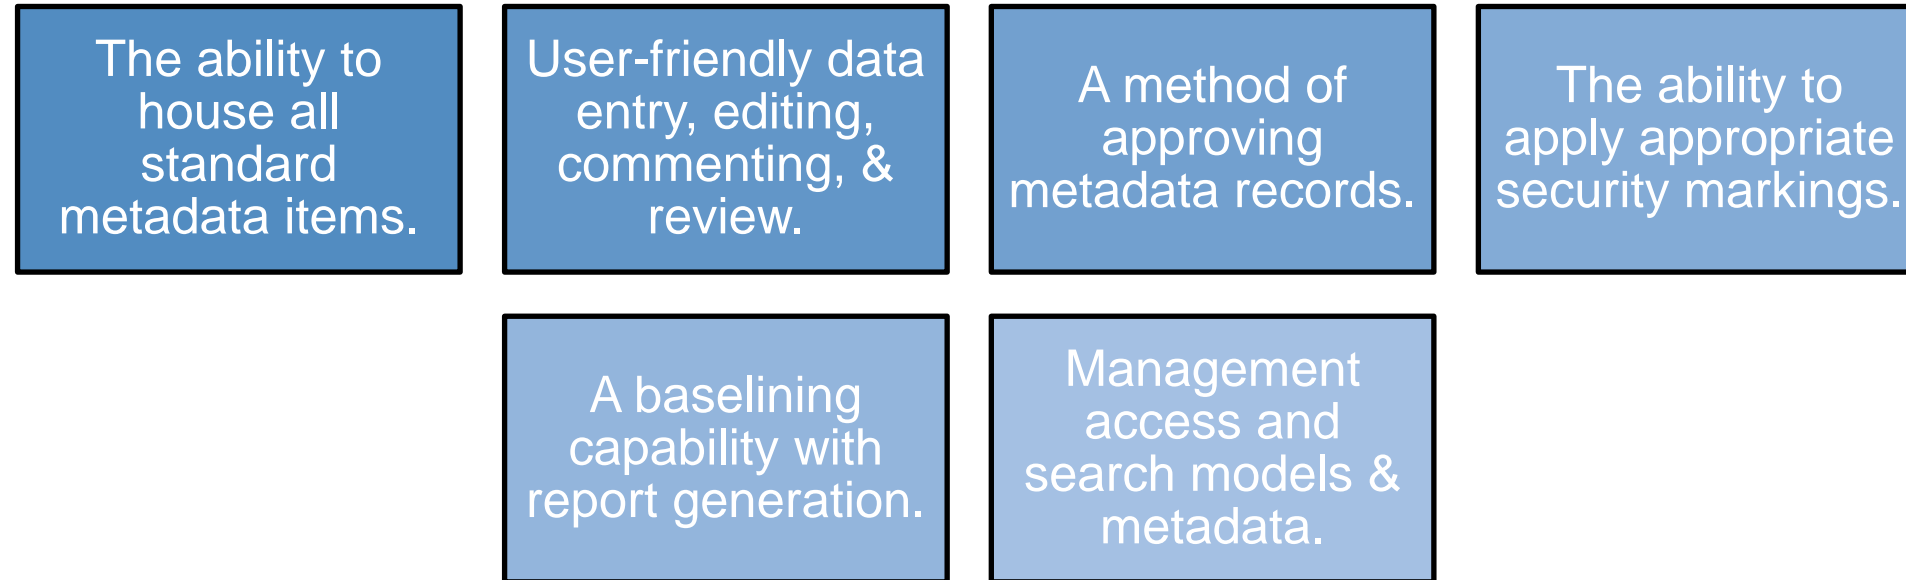 The ability to
house all
standard
metadata items.
User-friendly data
entry, editing,
commenting, &
review.
A method of
approving
metadata records.
The ability to
apply appropriate
security markings.
A baselining
capability with
report generation.
Management
access and
search models &
metadata.